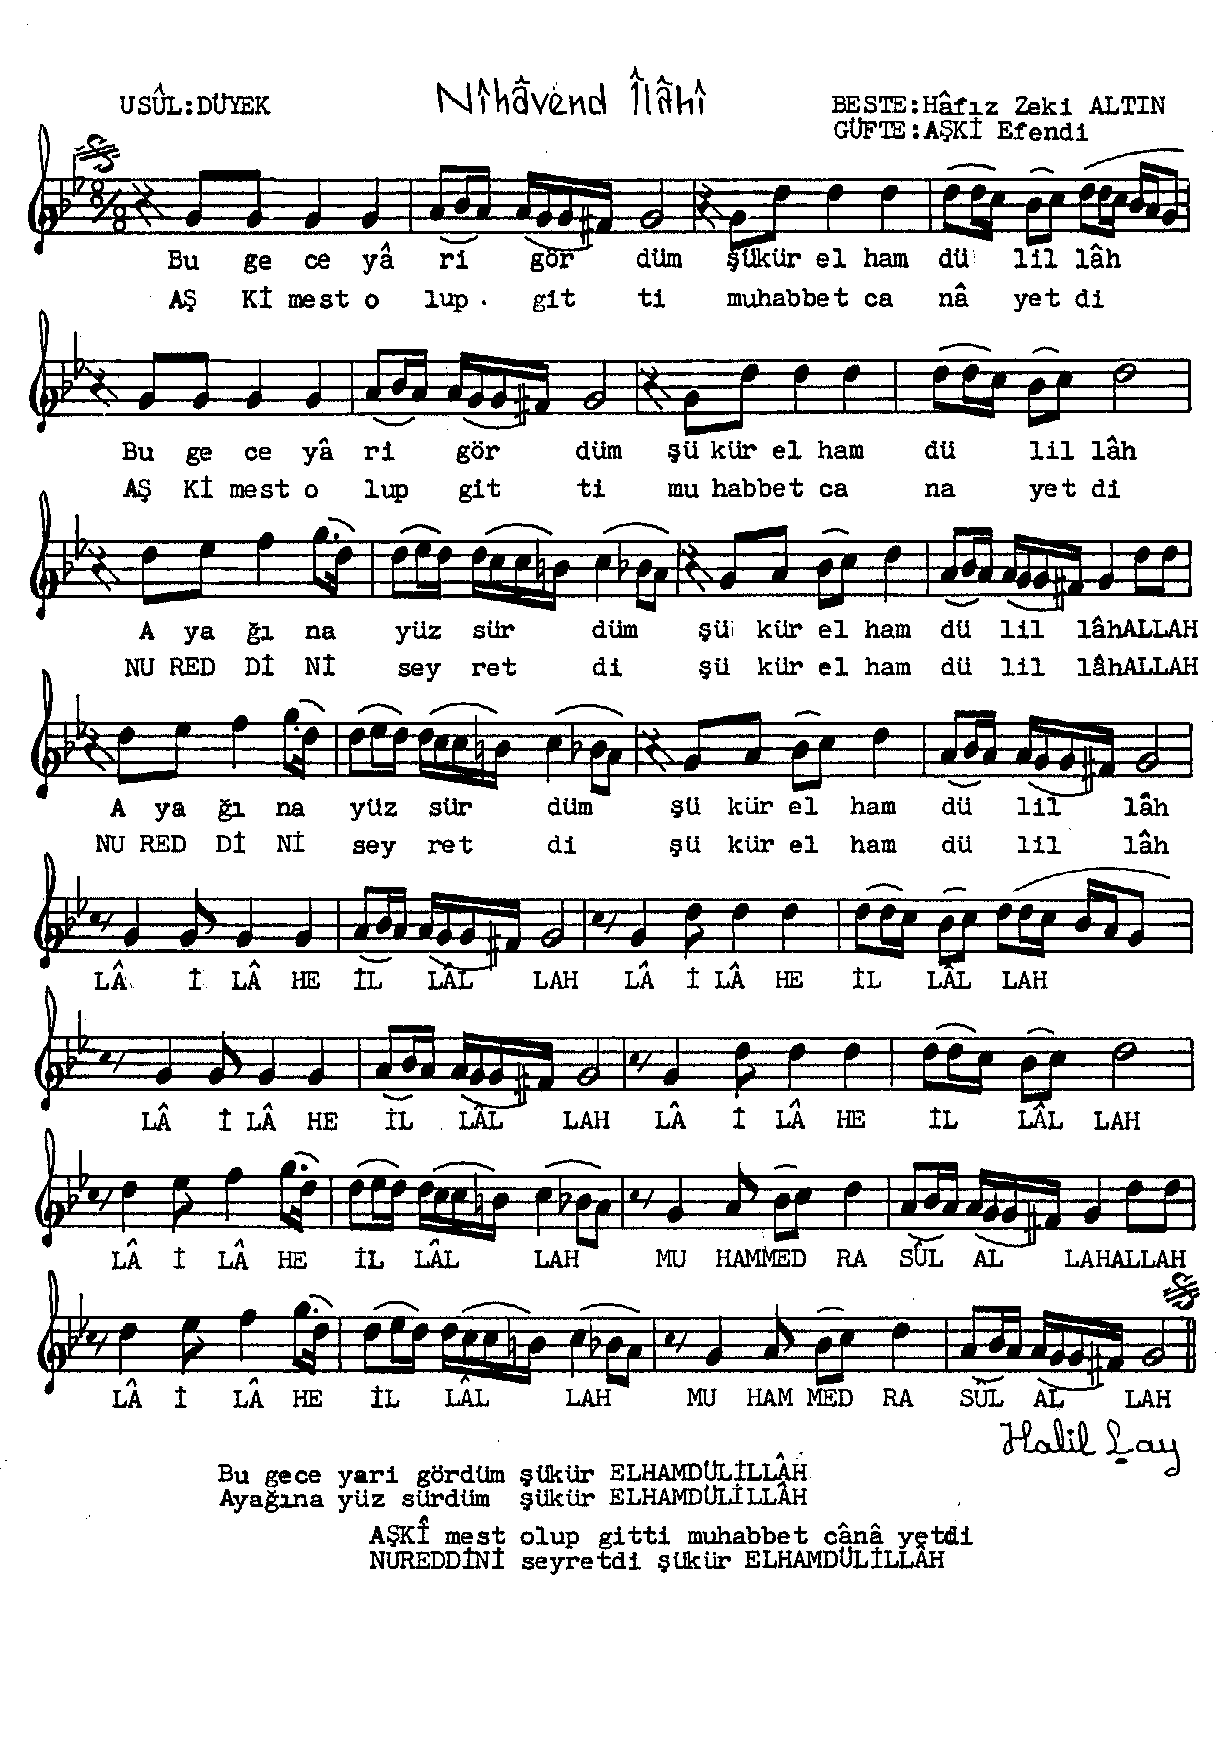 Nîhâvend Îlâhî
USÛL:DÜYEK
BESTE:Hâfız Zeki ALTIN
GÜFTE:AŞKİ Efendi
8/8
Bu ge ce yâ ri gör düm şükür el ham dü lil lâh
AŞ Kİ mest o lup . git ti muhabbet ca nâ yet di
Bu ge ce yâ ri gör düm şü kür el ham dü lil lâh
AŞ Kİ mest o lup git ti mu habbet ca na yet di
A ya ğı na yüz sür düm şü kür el ham dü lil lâhALLAH
NU RED Dİ Nİ sey ret di şü kür el ham dü lil lâhALLAH
A ya ğı na yüz sür düm şü kür el ham dü lil lâh
NU RED Dİ Nİ sey ret di şü kür el ham dü lil lâh
LÂ İ LÂ HE İL LÂL LAH LÂ İ LÂ HE İL LÂL LAH
LÂ İ LÂ HE İL LÂL LAH LÂ İ LÂ HE İL LÂL LAH
LÂ İ LÂ HE İL LÂL LAH MU HAMMED RA SÛL AL LAHALLAH
LÂ İ LÂ HE İL LÂL LAH MU HAM MED RA SÛL AL LAH
Halil Çay
Bu gece yari gördüm şükür ELHAMDÜLİLLÂH
Ayağına yüz sürdüm şükür ELHAMDÜLİLLÂH
AŞKÎ mest olup gitti muhabbet cânâ yetdi
NUREDDİNİ seyretdi şükür ELHAMDÜLİLLÂH